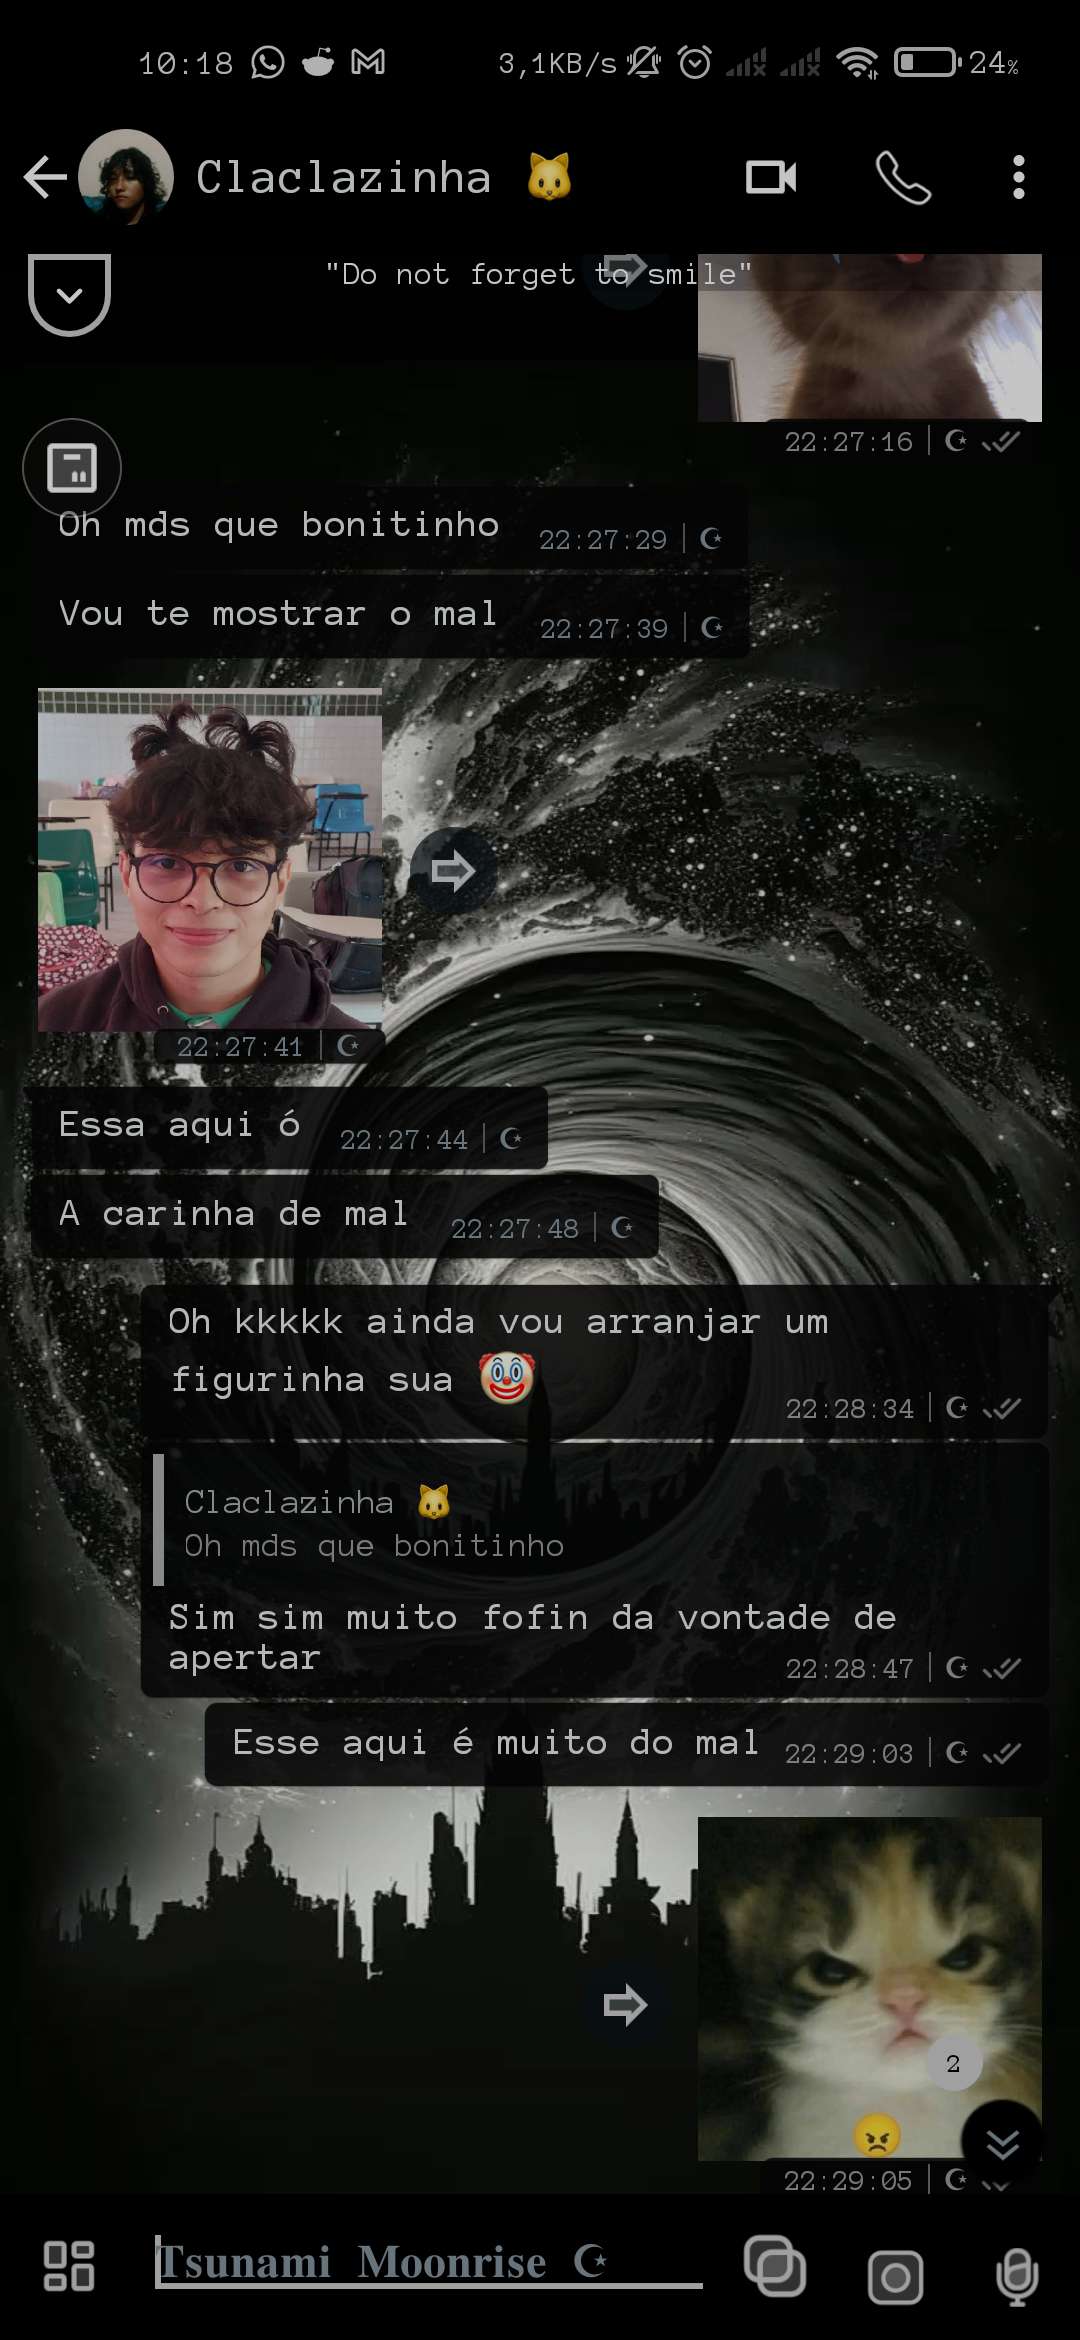 10:18 3,1KB/s 24%
Claclazinha
"Do not forget to smile"
22:27:16
Oh mds que bonitinho 22:27:29
Vou te mostrar o mal 22:27:39
22:27:41
Essa aqui ó 22:27:44
A carinha de mal 22:27:48
Oh kkkkk ainda vou arranjar um
figurinha sua 🤡
22:28:34
Claclazinha 🐱
Oh mds que bonitinho
Sim sim muito fofin da vontade de
apertar 22:28:47
Esse aqui é muito do mal 22:29:03
2
22:29:05
Tsunami Moonrise ☪